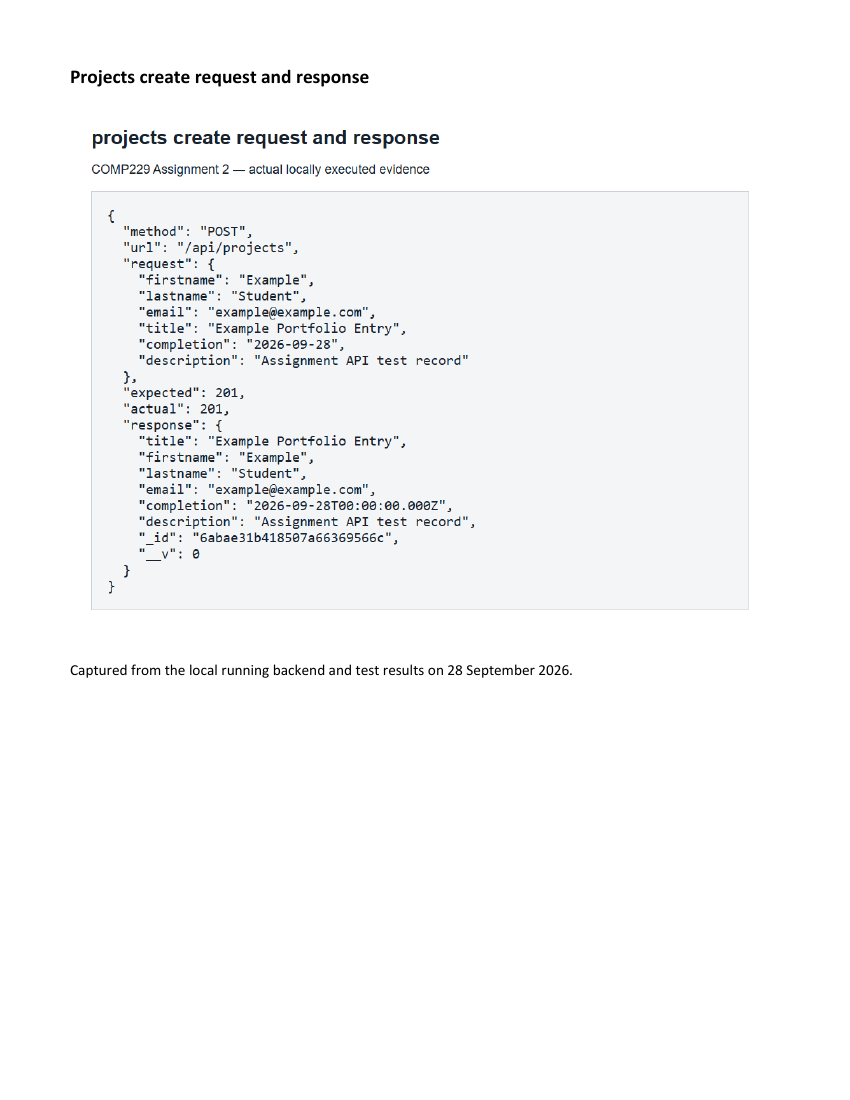 Projects create request and response
projects create request and response
COMP229 Assignment 2 — actual locally executed evidence
{
  "method": "POST",
  "url": "/api/projects",
  "request": {
    "firstname": "Example",
    "lastname": "Student",
    "email": "example@example.com",
    "title": "Example Portfolio Entry",
    "completion": "2026-09-28",
    "description": "Assignment API test record"
  },
  "expected": 201,
  "actual": 201,
  "response": {
    "title": "Example Portfolio Entry",
    "firstname": "Example",
    "lastname": "Student",
    "email": "example@example.com",
    "completion": "2026-09-28T00:00:00.000Z",
    "description": "Assignment API test record",
    "_id": "6abae31b418507a66369566c",
    "__v": 0
  }
}
Captured from the local running backend and test results on 28 September 2026.